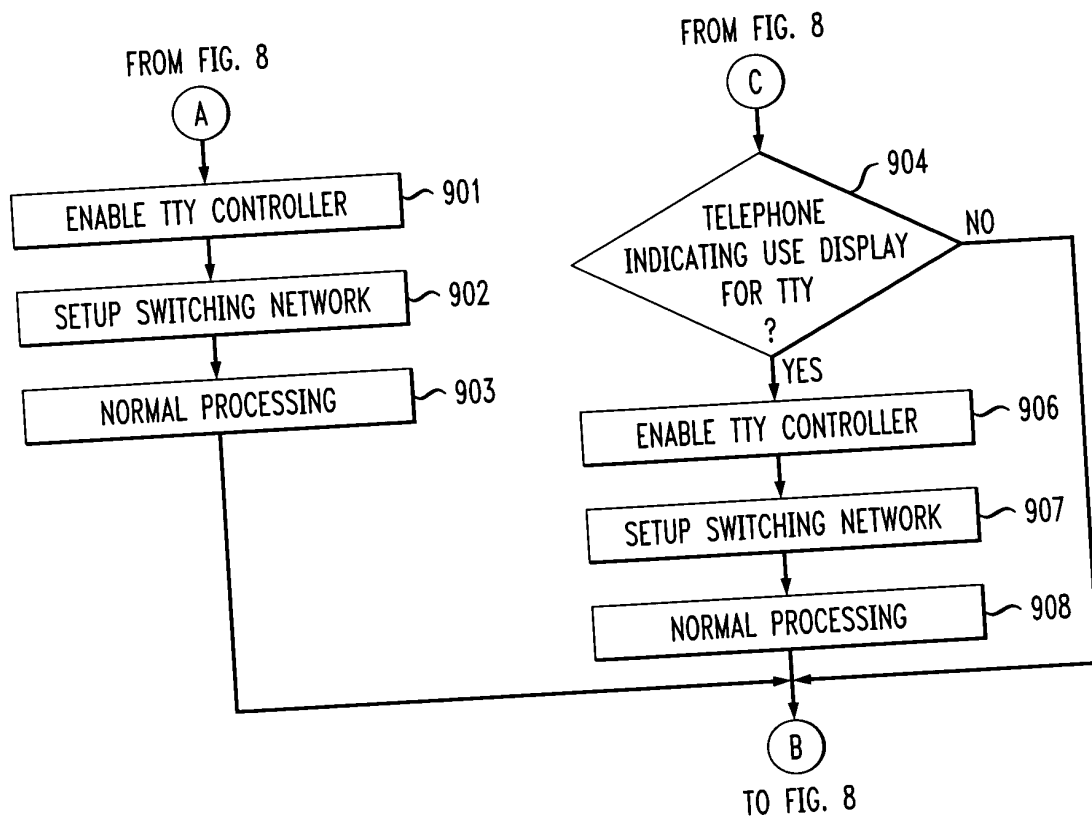 FROM FIG. 8
A
ENABLE TTY CONTROLLER
901
SETUP SWITCHING NETWORK
902
NORMAL PROCESSING
903
FROM FIG. 8
C
904
TELEPHONE
INDICATING USE DISPLAY
FOR TTY
?
NO
YES
ENABLE TTY CONTROLLER
906
SETUP SWITCHING NETWORK
907
NORMAL PROCESSING
908
B
TO FIG. 8